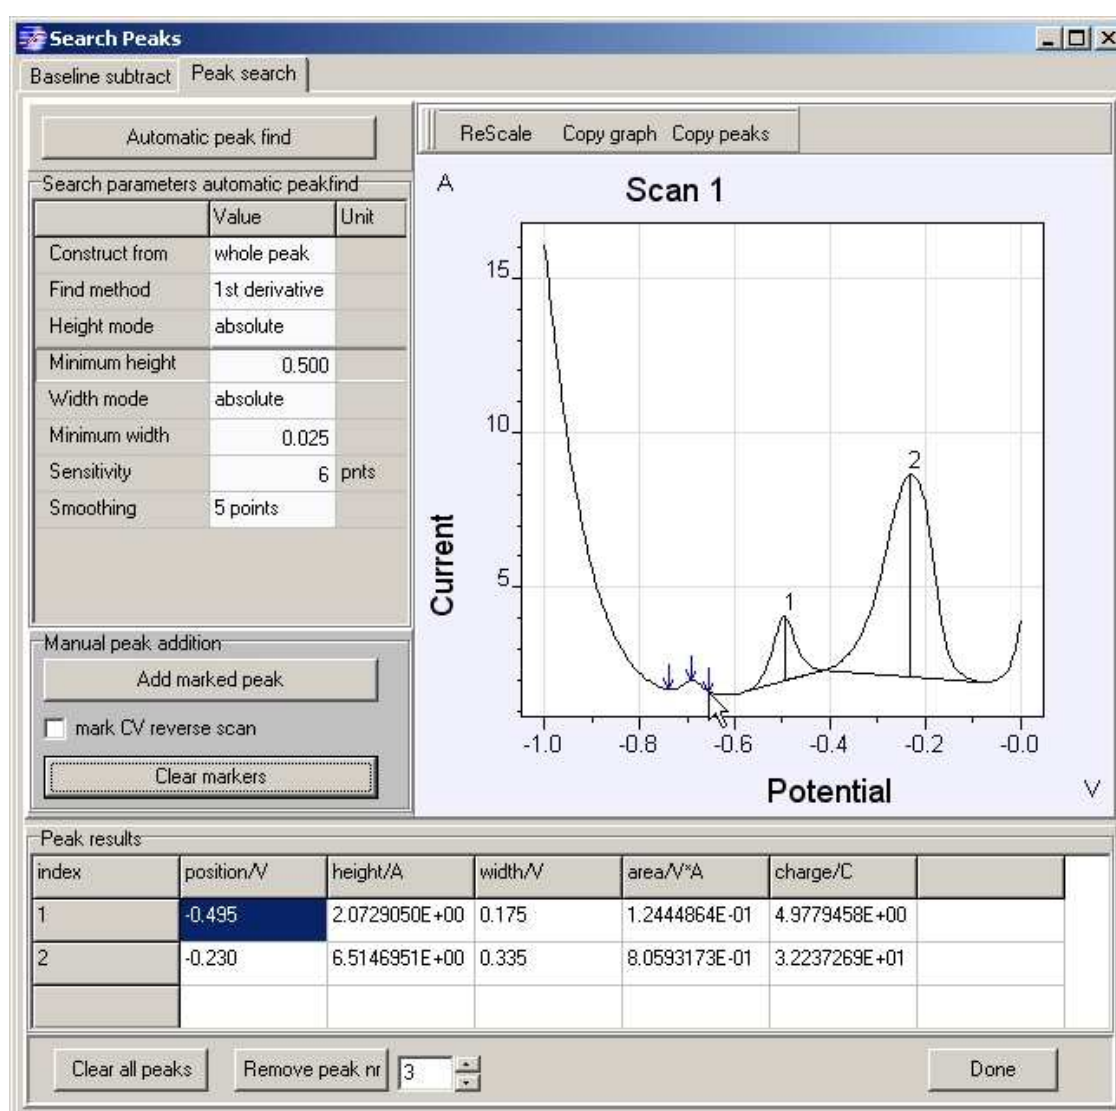 Search Peaks
Baseline subtract Peak search
Automatic peak find
Search parameters automatic peakfind
Value Unit
Construct from whole peak
Find method 1st derivative
Height mode absolute
Minimum height 0.500
Width mode absolute
Minimum width 0.025
Sensitivity 6 pnts
Smoothing 5 points
Manual peak addition
Add marked peak
mark CV reverse scan
Clear markers
ReScale Copy graph Copy peaks
A
Scan 1
15
10
5
Current
1
2
-1.0 -0.8 -0.6 -0.4 -0.2 -0.0
Potential V
Peak results
index position/V height/A width/V area/V*A charge/C
1 -0.495 2.0729050E+00 0.175 1.2444864E-01 4.9779458E+00
2 -0.230 6.5146951E+00 0.335 8.0593173E-01 3.2237269E+01
Clear all peaks Remove peak nr 3 Done